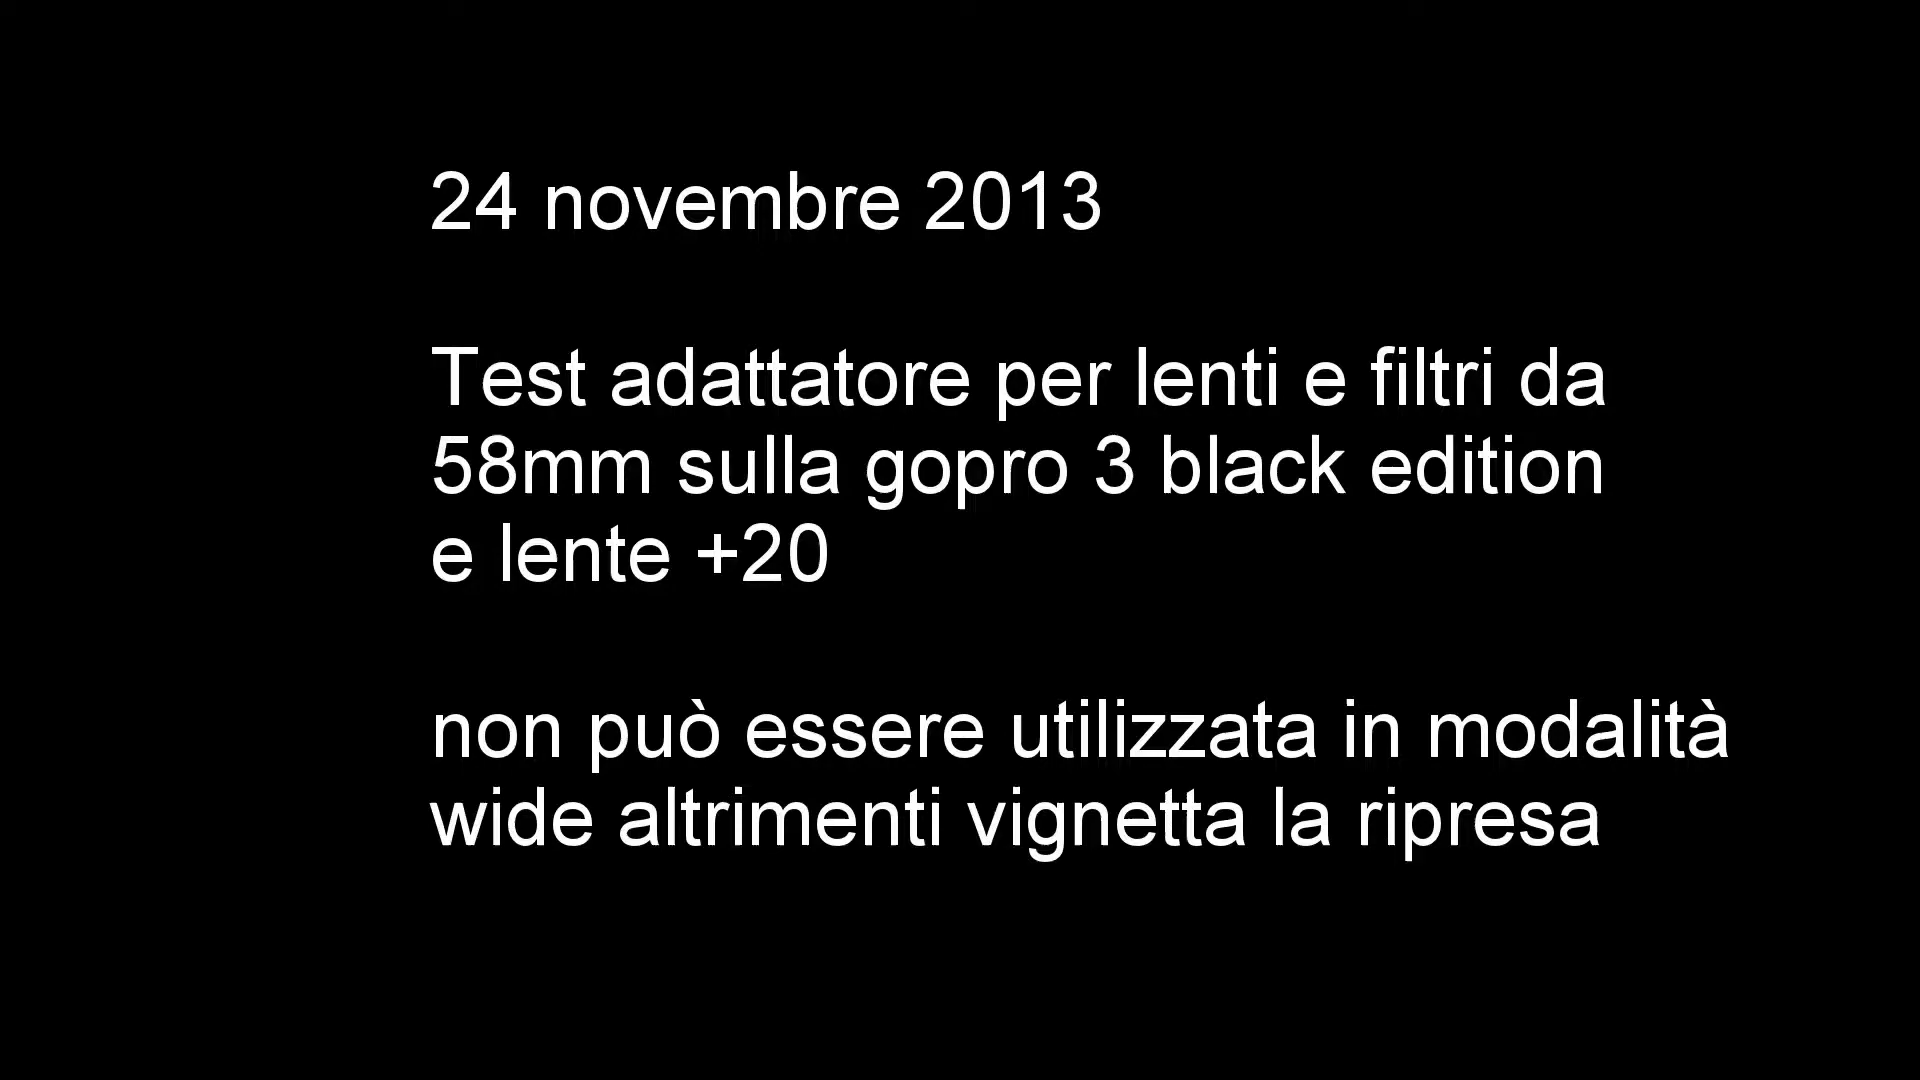 24 novembre 2013
Test adattatore per lenti e filtri da
58mm sulla gopro 3 black edition
e lente +20
non può essere utilizzata in modalità
wide altrimenti vignetta la ripresa